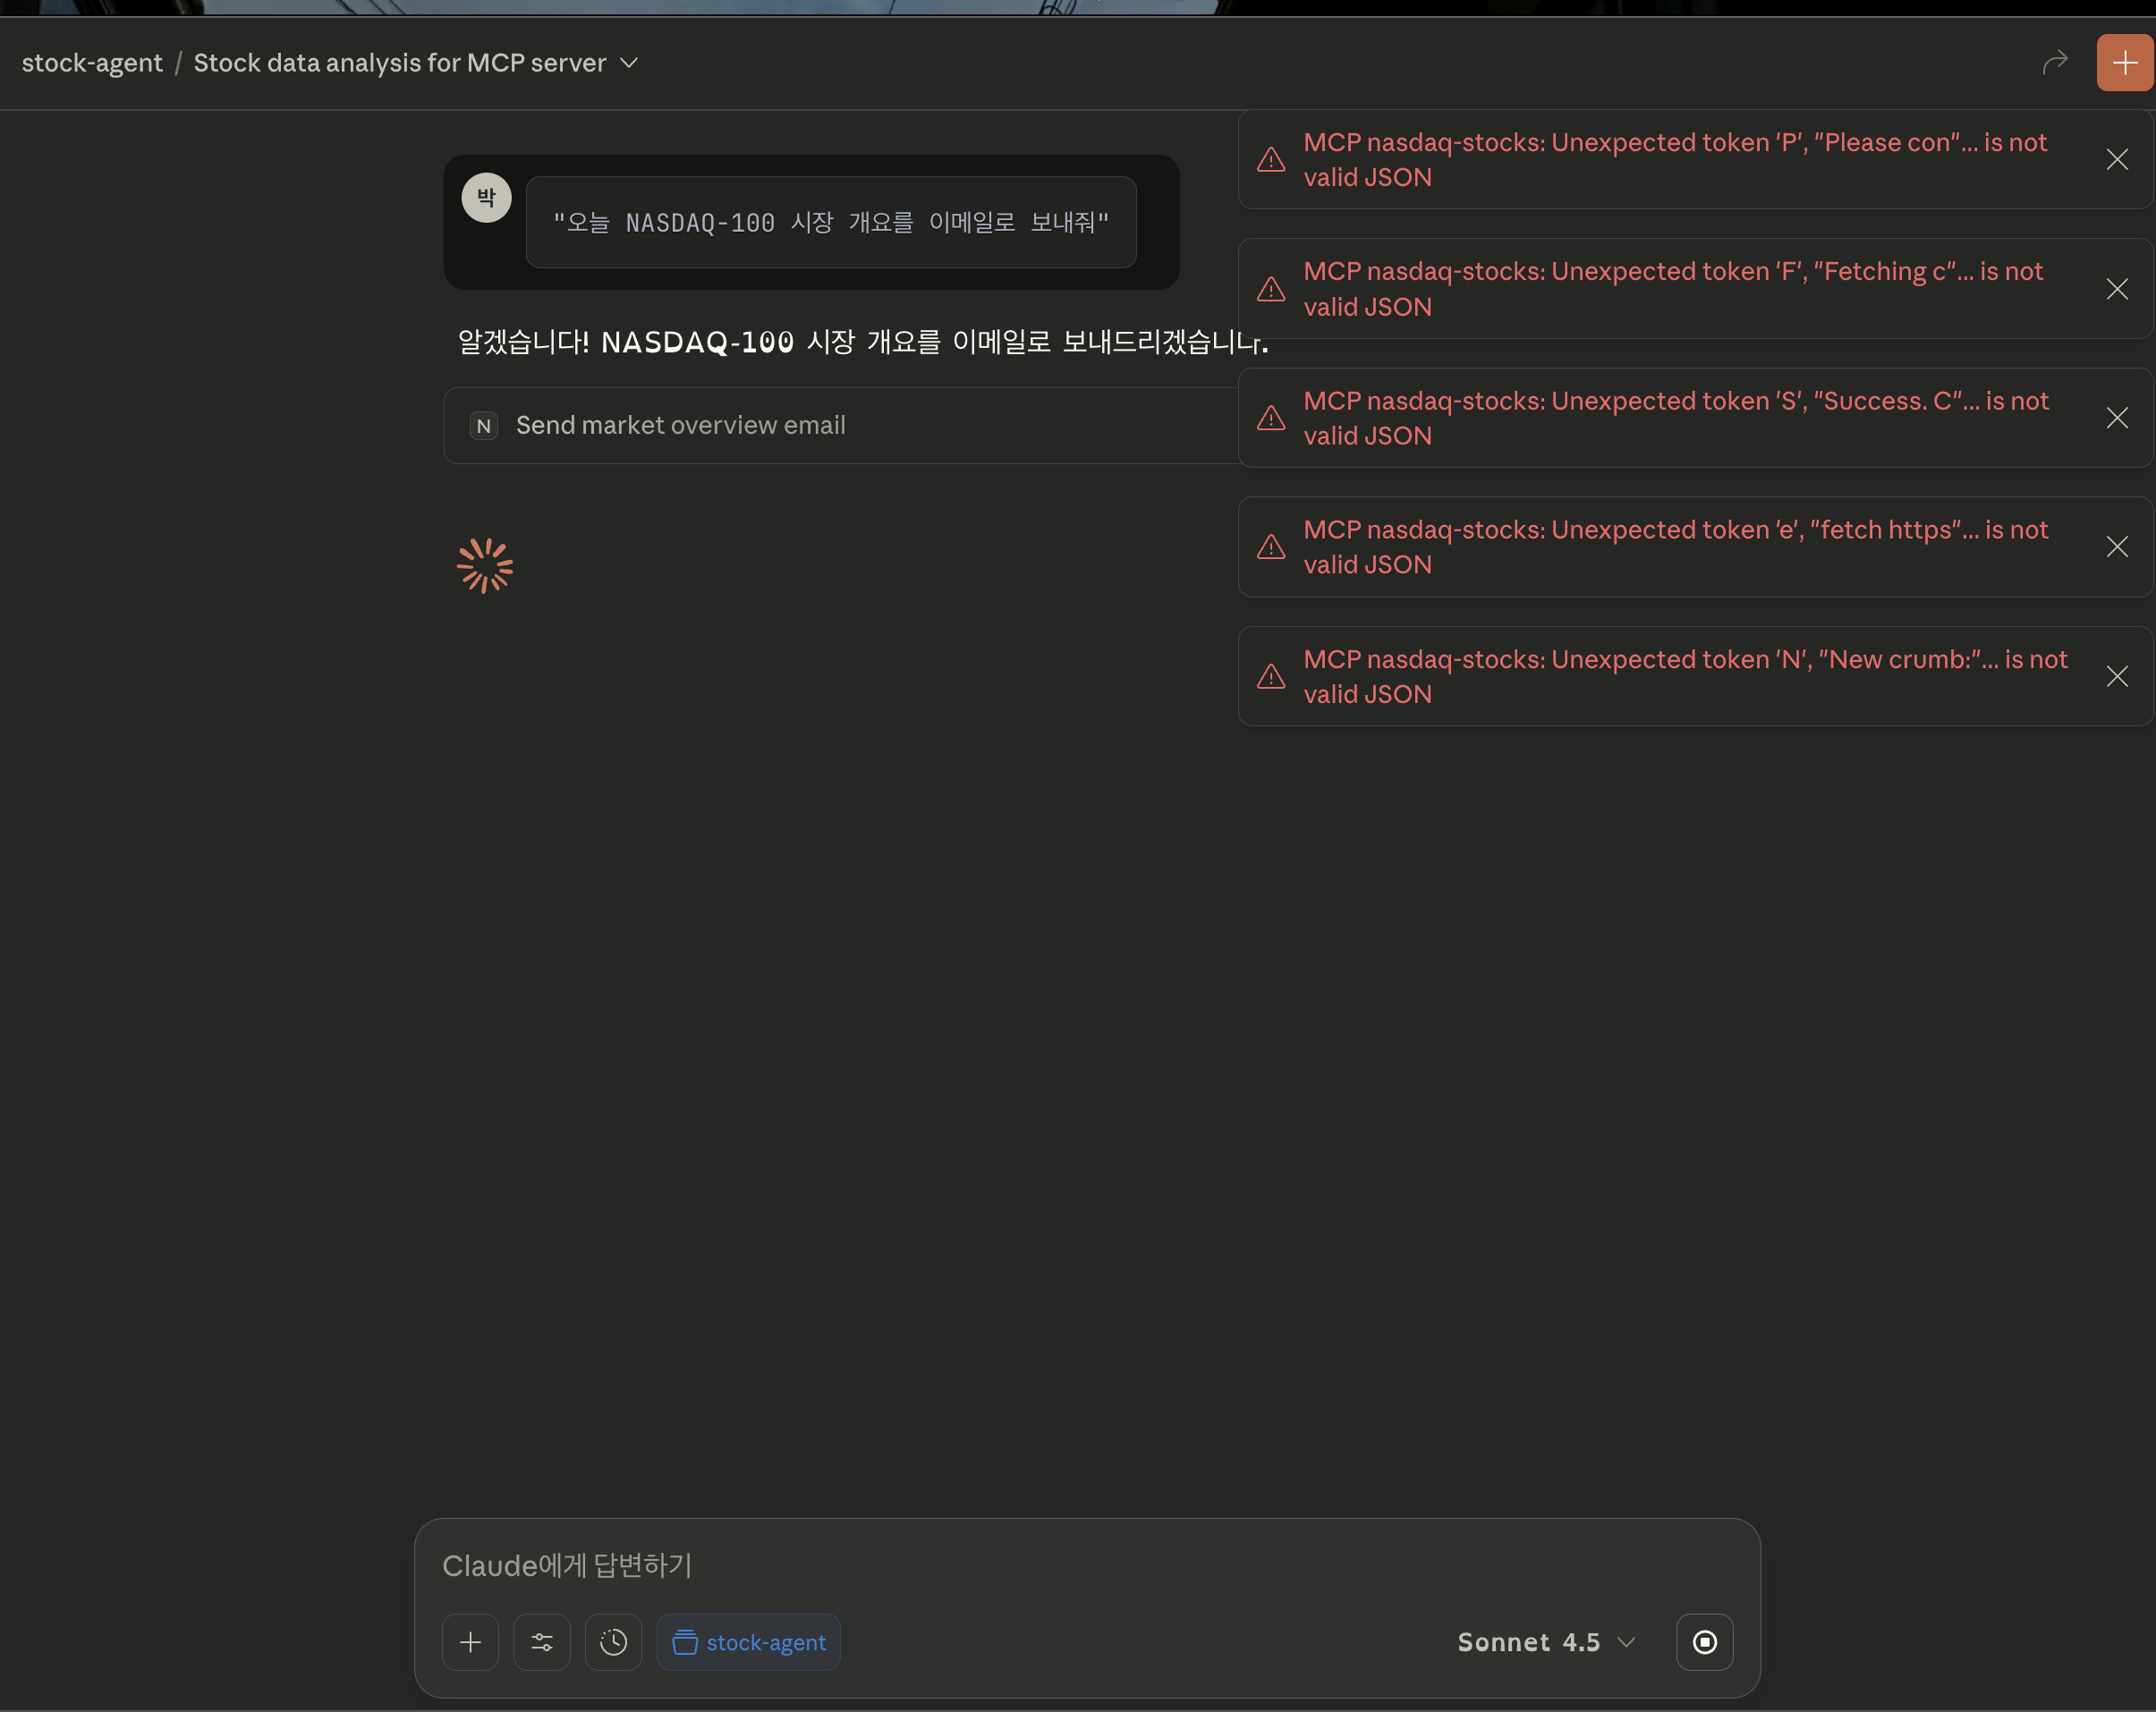 stock-agent / Stock data analysis for MCP server
박
"오늘 NASDAQ-100 시장 개요를 이메일로 보내줘"
알겠습니다! NASDAQ-100 시장 개요를 이메일로 보내드리겠습니다.
N Send market overview email
MCP nasdaq-stocks: Unexpected token 'P', "Please con"... is not
valid JSON
MCP nasdaq-stocks: Unexpected token 'F', "Fetching c"... is not
valid JSON
MCP nasdaq-stocks: Unexpected token 'S', "Success. C"... is not
valid JSON
MCP nasdaq-stocks: Unexpected token 'e', "fetch https"... is not
valid JSON
MCP nasdaq-stocks: Unexpected token 'N', "New crumb:"... is not
valid JSON
Claude에게 답변하기
stock-agent
Sonnet 4.5